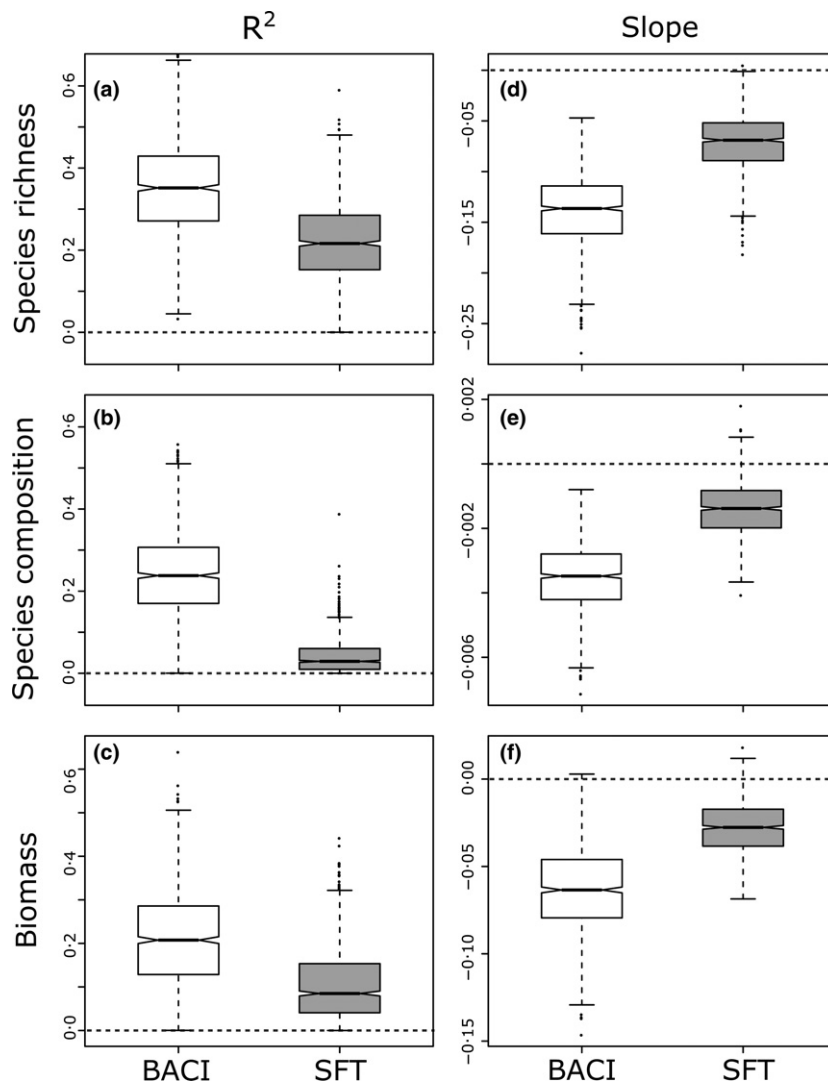 R²
Slope
Species richness
(a)
0·6
0·4
0·2
0·0
(d)
−0·05
−0·15
−0·25
Species composition
(b)
0·6
0·4
0·2
0·0
(e)
0·002
−0·002
−0·006
Biomass
(c)
0·6
0·4
0·2
0·0
(f)
0·00
−0·05
−0·10
−0·15
BACI
SFT
BACI
SFT